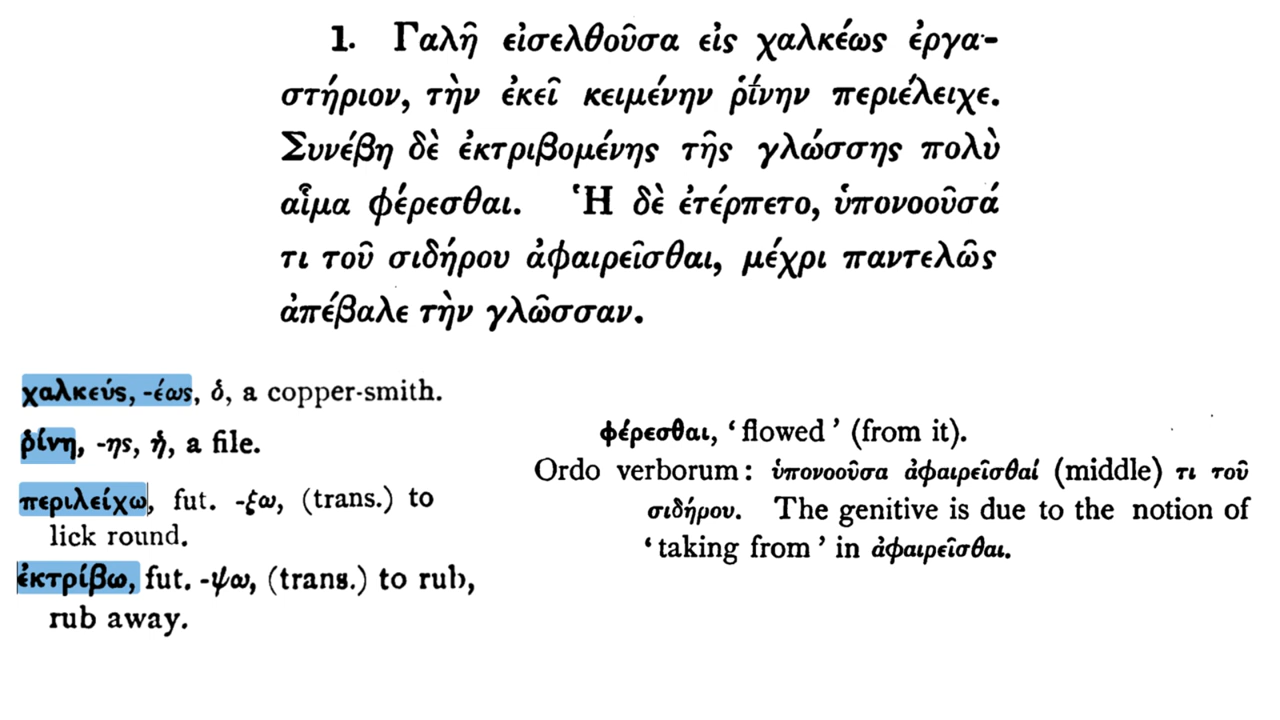 1. Γαλῆ εἰσελθοῦσα εἰς χαλκέως ἐργα-
στήριον, τὴν ἐκεῖ κειμένην ῥίνην περιέλειχε.
Συνέβη δὲ ἐκτριβομένης τῆς γλώσσης πολὺ
αἷμα φέρεσθαι. Ἡ δὲ ἐτέρπετο, ὑπονοοῦσά
τι τοῦ σιδήρου ἀφαιρεῖσθαι, μέχρι παντελῶς
ἀπέβαλε τὴν γλῶσσαν.
χαλκεύς, -έως, ὁ, a copper-smith.
ῥίνη, -ης, ἡ, a file.
περιλείχω, fut. -ξω, (trans.) to
lick round.
ἐκτρίβω, fut. -ψω, (trans.) to rub,
rub away.
φέρεσθαι, ‘flowed’ (from it).
Ordo verborum: ὑπονοοῦσα ἀφαιρεῖσθαί (middle) τι τοῦ
σιδήρου. The genitive is due to the notion of
‘taking from’ in ἀφαιρεῖσθαι.